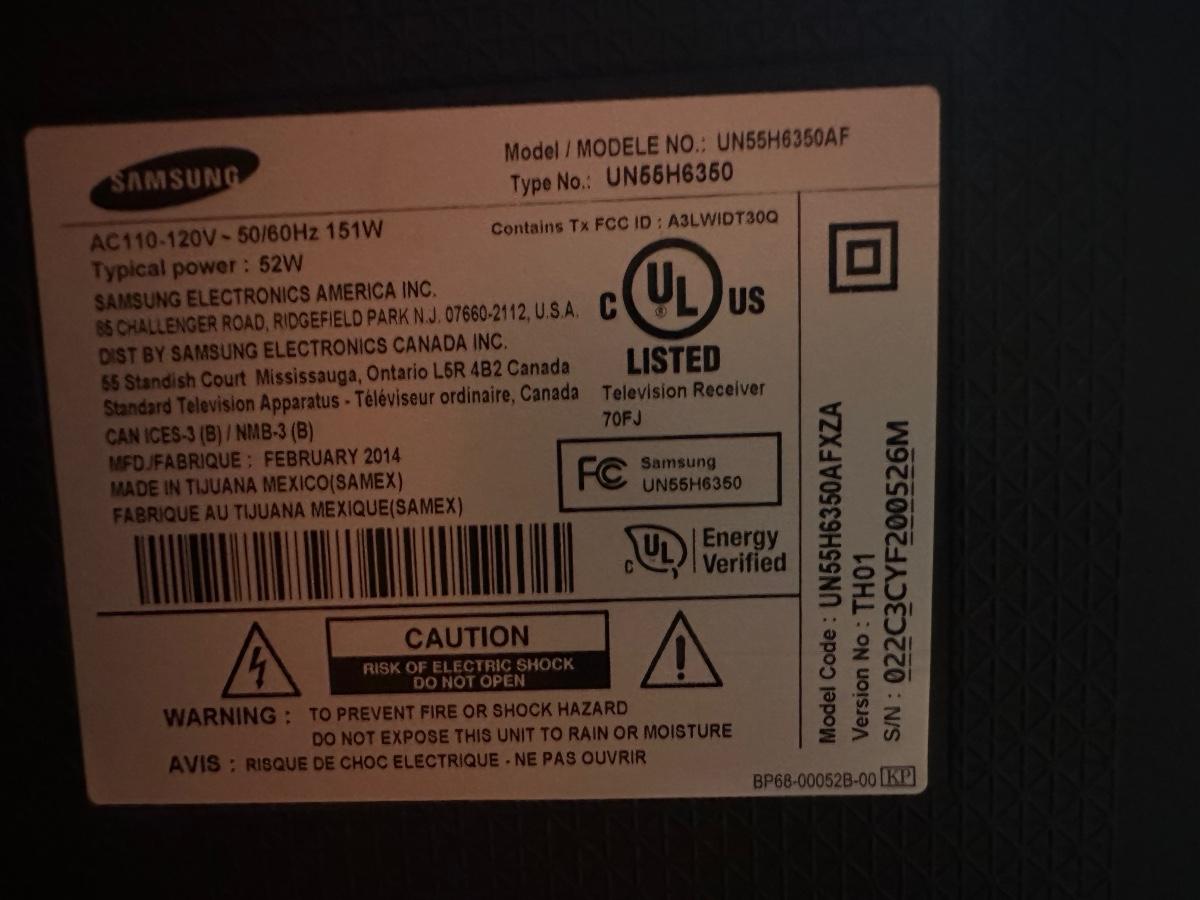 SAMSUNG
Model / MODELE NO.: UN55H6350AF
Type No.: UN55H6350
AC110-120V ~ 50/60Hz 151W
Typical power : 52W
Contains Tx FCC ID : A3LWIDT30Q
SAMSUNG ELECTRONICS AMERICA INC.
85 CHALLENGER ROAD, RIDGEFIELD PARK N.J. 07660-2112, U.S.A.
DIST BY SAMSUNG ELECTRONICS CANADA INC.
55 Standish Court Mississauga, Ontario L5R 4B2 Canada
Standard Television Apparatus - Téléviseur ordinaire, Canada
CAN ICES-3 (B) / NMB-3 (B)
MFD./FABRIQUE : FEBRUARY 2014
MADE IN TIJUANA MEXICO(SAMEX)
FABRIQUE AU TIJUANA MEXIQUE(SAMEX)
C UL ® US
LISTED
Television Receiver
70FJ
FC Samsung
UN55H6350
C UL Energy
Verified
CAUTION
RISK OF ELECTRIC SHOCK
DO NOT OPEN
WARNING : TO PREVENT FIRE OR SHOCK HAZARD
DO NOT EXPOSE THIS UNIT TO RAIN OR MOISTURE
AVIS : RISQUE DE CHOC ELECTRIQUE - NE PAS OUVRIR
Model Code : UN55H6350AFXZA
Version No : TH01
S/N : 022C3CYF200526M
BP68-00052B-00 KP